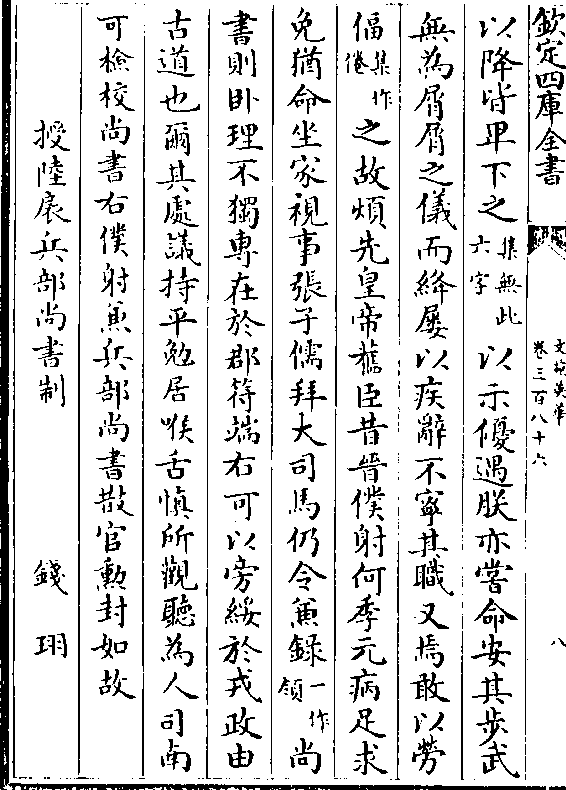 欽定四庫全書
文苑英華
卷三百八十六
八
以降皆卑下之集無此六字以示優遇朕亦嘗命安其步武
無為屑屑之儀而絳屢以疾辭不寧其職又焉敢以勞
偪集作倦之故煩先皇帝舊臣昔晉僕射何季元病足求
免猶命坐家視事張子儒拜大司馬仍令兼錄一作領尚
書則卧理不獨專在於郡符端右可以旁綏於戎政由
古道也爾其處議持平勉居喉舌慎所觀聽為人司南
可檢校尚書右僕射兼兵部尚書散官勲封如故
授陸扆兵部尚書制
錢珝